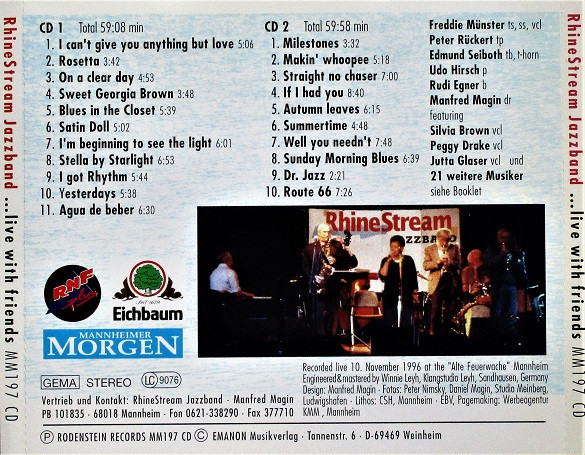 RhineStream Jazzband ...live with friends MM197 CD
CD 1 Total 59:08 min
1. I can't give you anything but love 5:06
2. Rosetta 3:42
3. On a clear day 4:53
4. Sweet Georgia Brown 3:48
5. Blues in the Closet 5:39
6. Satin Doll 5:02
7. I'm beginning to see the light 6:01
8. Stella by Starlight 6:53
9. I got Rhythm 5:44
10. Yesterdays 5:38
11. Agua de beber 6:30
CD 2 Total 59:58 min
1. Milestones 3:32
2. Makin' whoopee 5:18
3. Straight no chaser 7:00
4. If I had you 8:40
5. Autumn leaves 6:15
6. Summertime 4:48
7. Well you needn't 7:48
8. Sunday Morning Blues 6:39
9. Dr. Jazz 2:21
10. Route 66 7:26
Freddie Münster ts, ss, vcl
Peter Rückert tp
Edmund Seiboth tb, t-horn
Udo Hirsch p
Rudi Egner b
Manfred Magin dr
featuring
Silvia Brown vcl
Peggy Drake vcl
Jutta Glaser vcl und
21 weitere Musiker
siehe Booklet
RhineStream
ZZBAND
RNF
plus
SEIT 1679
Eichbaum
MANNHEIMER
MORGEN
GEMA STEREO LC 9076
Recorded live 10. November 1996 at the "Alte Feuerwache" Mannheim
Engineered & mastered by Winnie Leyh, Klangstudio Leyh, Sandhausen, Germany
Design: Manfred Magin · Fotos: Peter Nimsky, Daniel Magin, Studio Meinberg,
Ludwigshafen · Lithos: CSH, Mannheim · EBV, Pagemaking: Werbeagentur
KMM, Mannheim
Vertrieb und Kontakt: RhineStream Jazzband · Manfred Magin
PB 101835 · 68018 Mannheim · Fon 0621-338290 · Fax 377710
Ⓟ RODENSTEIN RECORDS MM197 CD © EMANON Musikverlag · Tannenstr. 6 · D-69469 Weinheim
RhineStream Jazzband ...live with friends MM197 CD